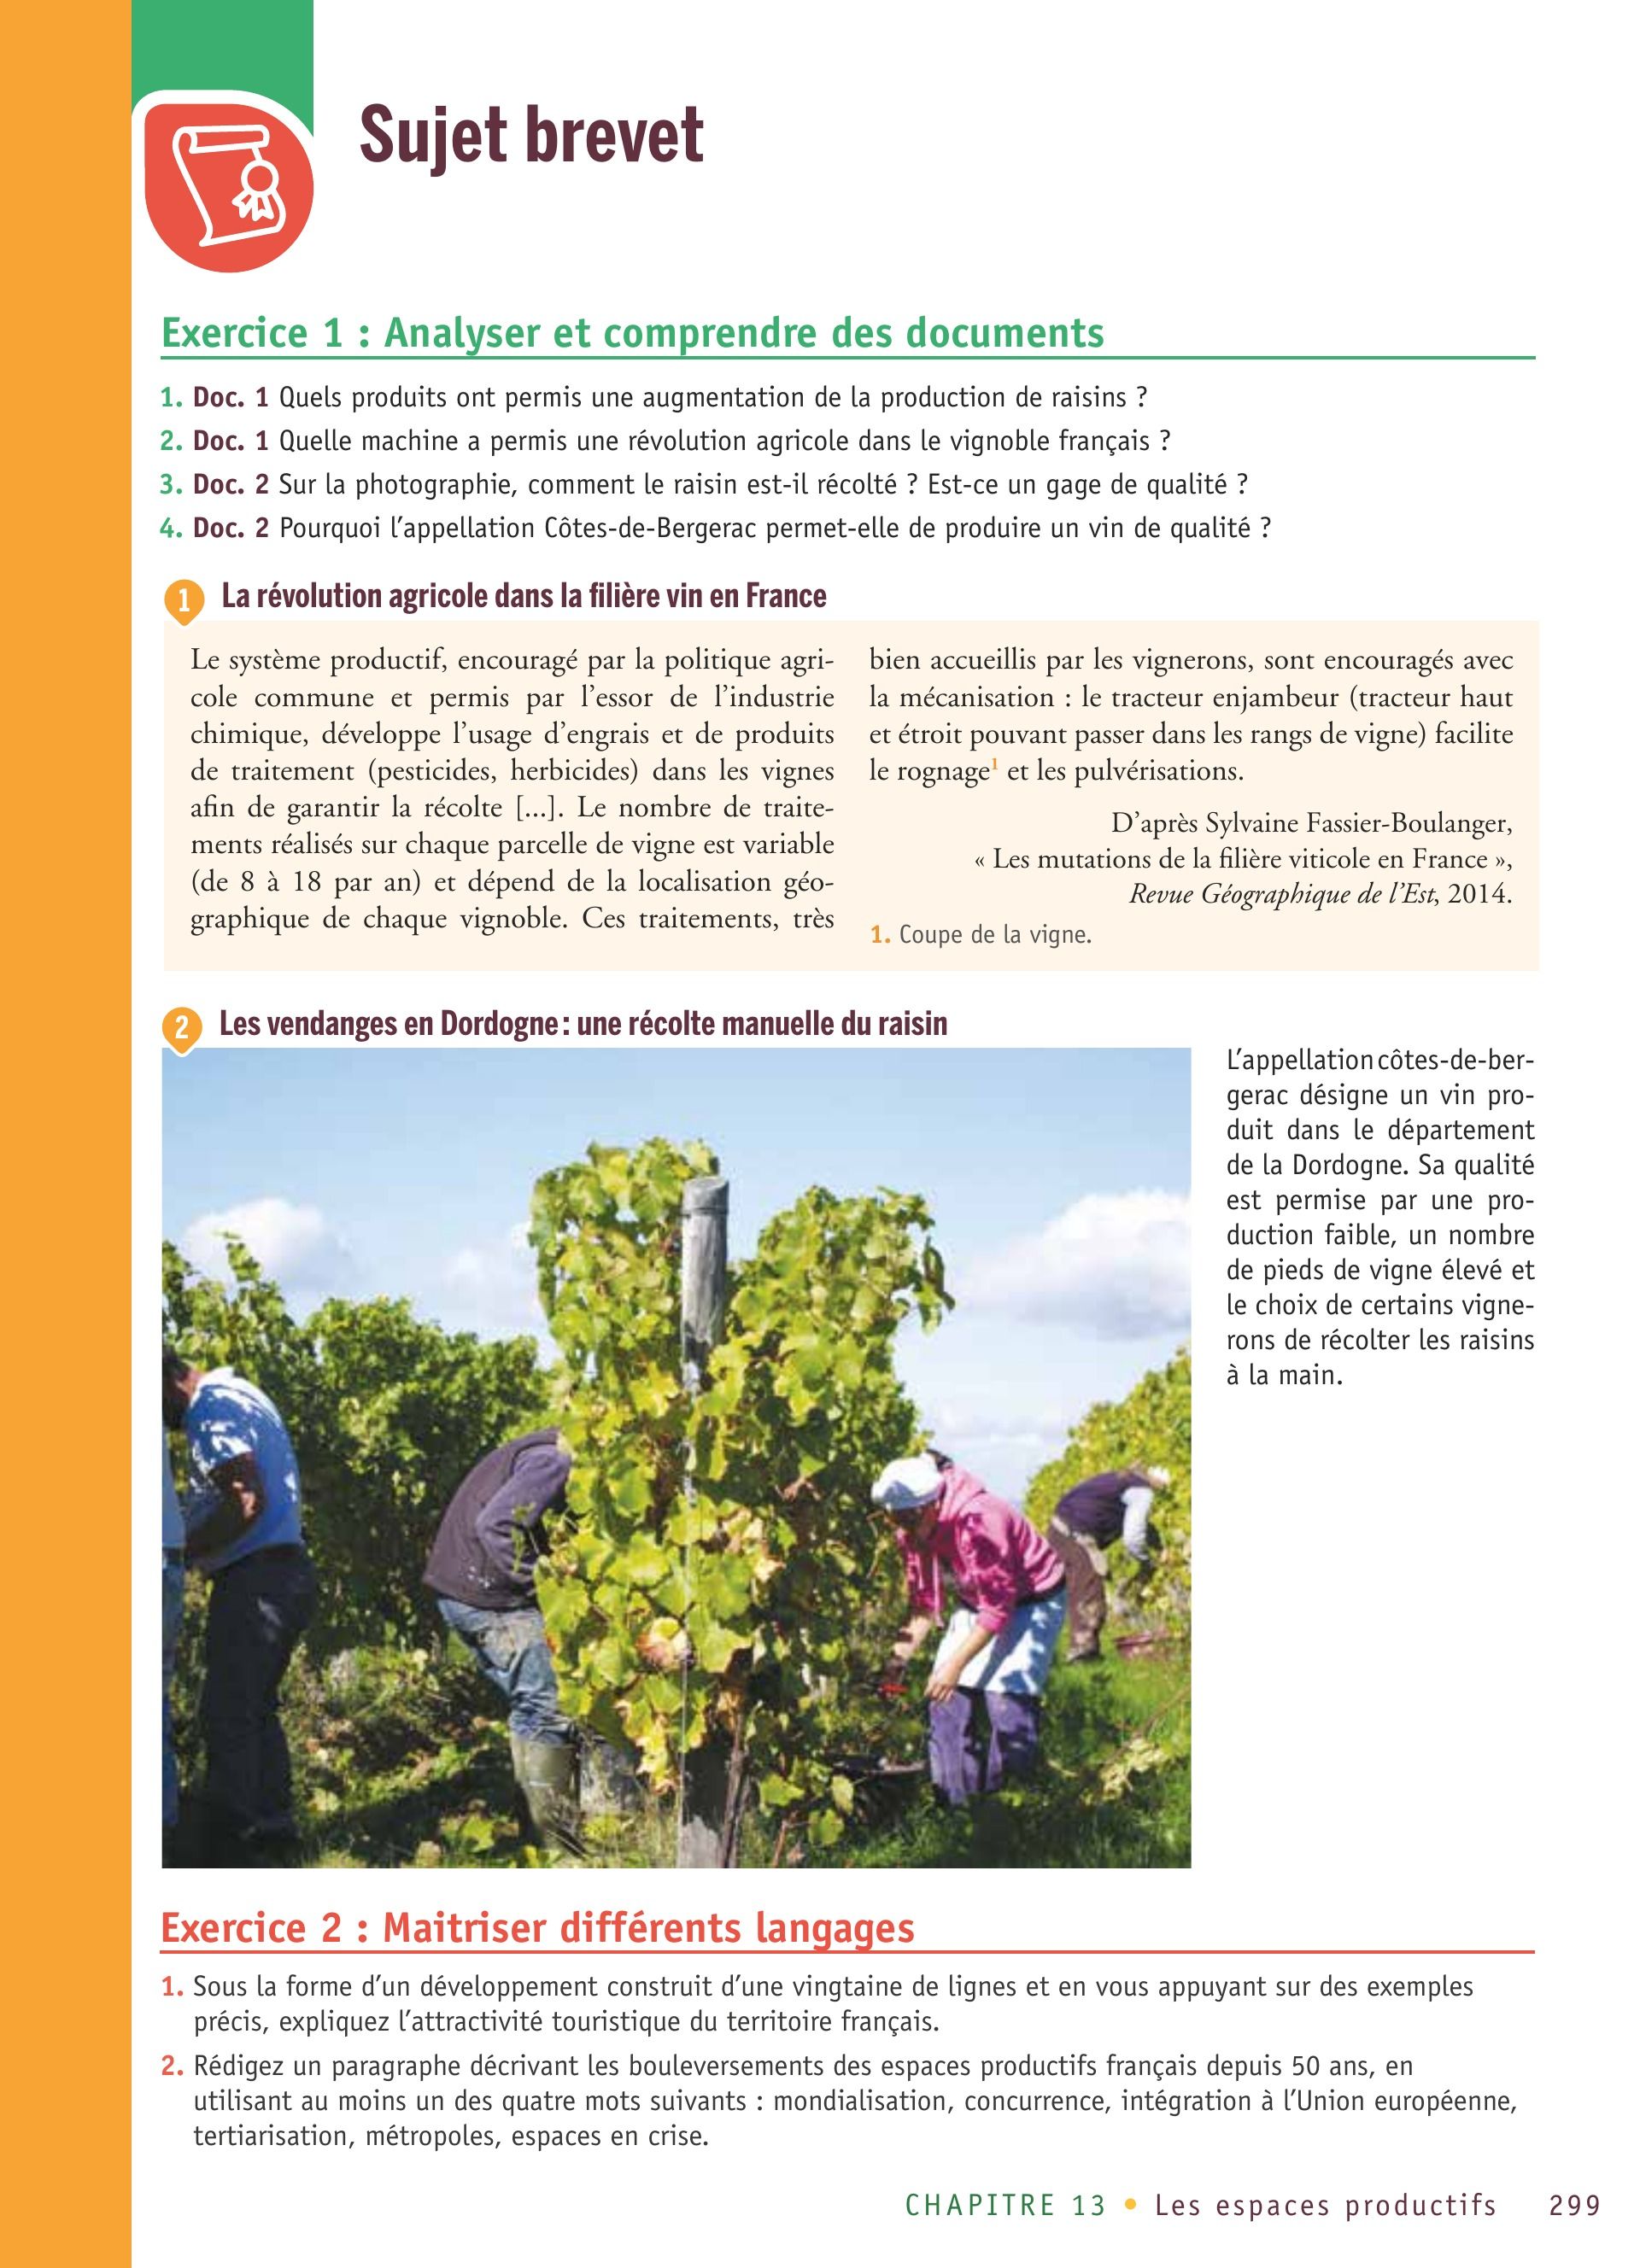 Sujet brevet
Exercice 1 : Analyser et comprendre des documents
1. Doc. 1 Quels produits ont permis une augmentation de la production de raisins ?
2. Doc. 1 Quelle machine a permis une révolution agricole dans le vignoble français ?
3. Doc. 2 Sur la photographie, comment le raisin est-il récolté ? Est-ce un gage de qualité ?
4. Doc. 2 Pourquoi l’appellation Côtes-de-Bergerac permet-elle de produire un vin de qualité ?
1 La révolution agricole dans la filière vin en France
Le système productif, encouragé par la politique agri-
cole commune et permis par l’essor de l’industrie
chimique, développe l’usage d’engrais et de produits
de traitement (pesticides, herbicides) dans les vignes
afin de garantir la récolte [...]. Le nombre de traite-
ments réalisés sur chaque parcelle de vigne est variable
(de 8 à 18 par an) et dépend de la localisation géo-
graphique de chaque vignoble. Ces traitements, très
bien accueillis par les vignerons, sont encouragés avec
la mécanisation : le tracteur enjambeur (tracteur haut
et étroit pouvant passer dans les rangs de vigne) facilite
le rognage1 et les pulvérisations.
D’après Sylvaine Fassier-Boulanger,
« Les mutations de la filière viticole en France »,
Revue Géographique de l’Est, 2014.
1. Coupe de la vigne.
2 Les vendanges en Dordogne : une récolte manuelle du raisin
L’appellation côtes-de-ber-
gerac désigne un vin pro-
duit dans le département
de la Dordogne. Sa qualité
est permise par une pro-
duction faible, un nombre
de pieds de vigne élevé et
le choix de certains vigne-
rons de récolter les raisins
à la main.
Exercice 2 : Maitriser différents langages
1. Sous la forme d’un développement construit d’une vingtaine de lignes et en vous appuyant sur des exemples
précis, expliquez l’attractivité touristique du territoire français.
2. Rédigez un paragraphe décrivant les bouleversements des espaces productifs français depuis 50 ans, en
utilisant au moins un des quatre mots suivants : mondialisation, concurrence, intégration à l’Union européenne,
tertiarisation, métropoles, espaces en crise.
CHAPITRE 13 • Les espaces productifs 299